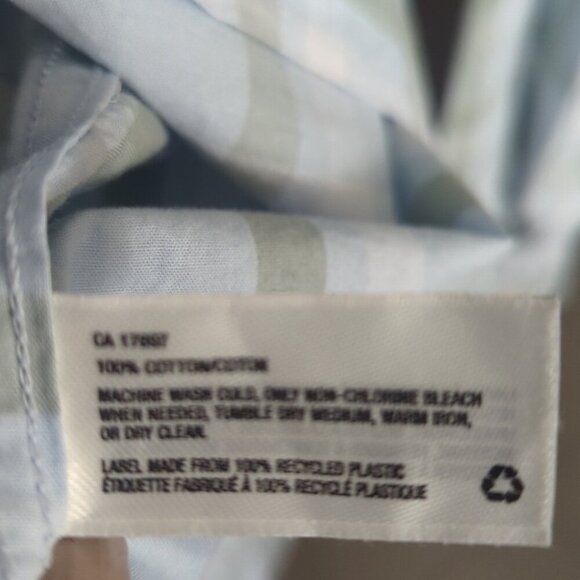 CA 17897
100% COTTON/COTON
MACHINE WASH COLD, ONLY NON-CHLORINE BLEACH
WHEN NEEDED, TUMBLE DRY MEDIUM, WARM IRON,
OR DRY CLEAN.
LABEL MADE FROM 100% RECYCLED PLASTIC
ÉTIQUETTE FABRIQUÉ À 100% RECYCLÉ PLASTIQUE